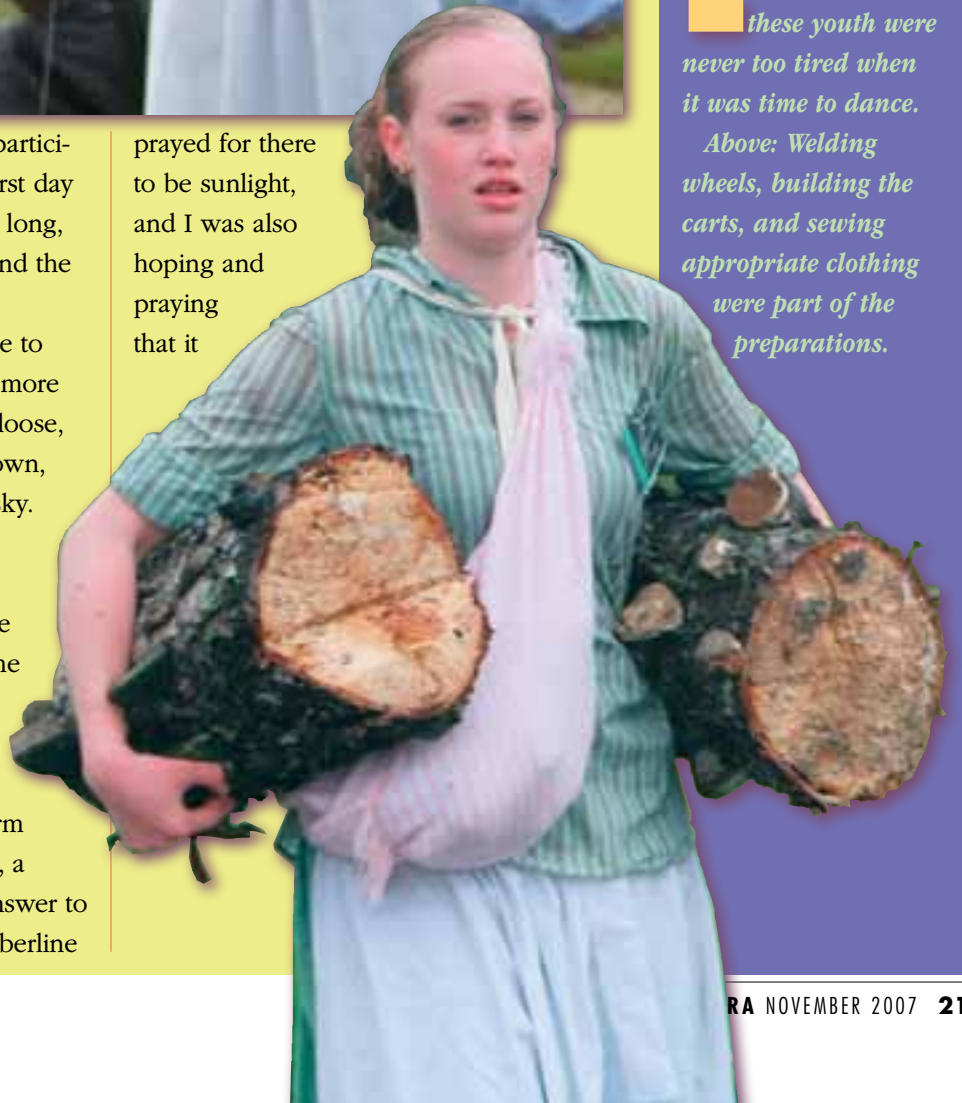 partici-
rst day
long,
nd the
e to
more
loose,
own,
sky.
e
ne
rm
, a
nswer to
berline
prayed for there
to be sunlight,
and I was also
hoping and
praying
that it
these youth were
never too tired when
it was time to dance.
Above: Welding
wheels, building the
carts, and sewing
appropriate clothing
were part of the
preparations.
RA NOVEMBER 2007 21